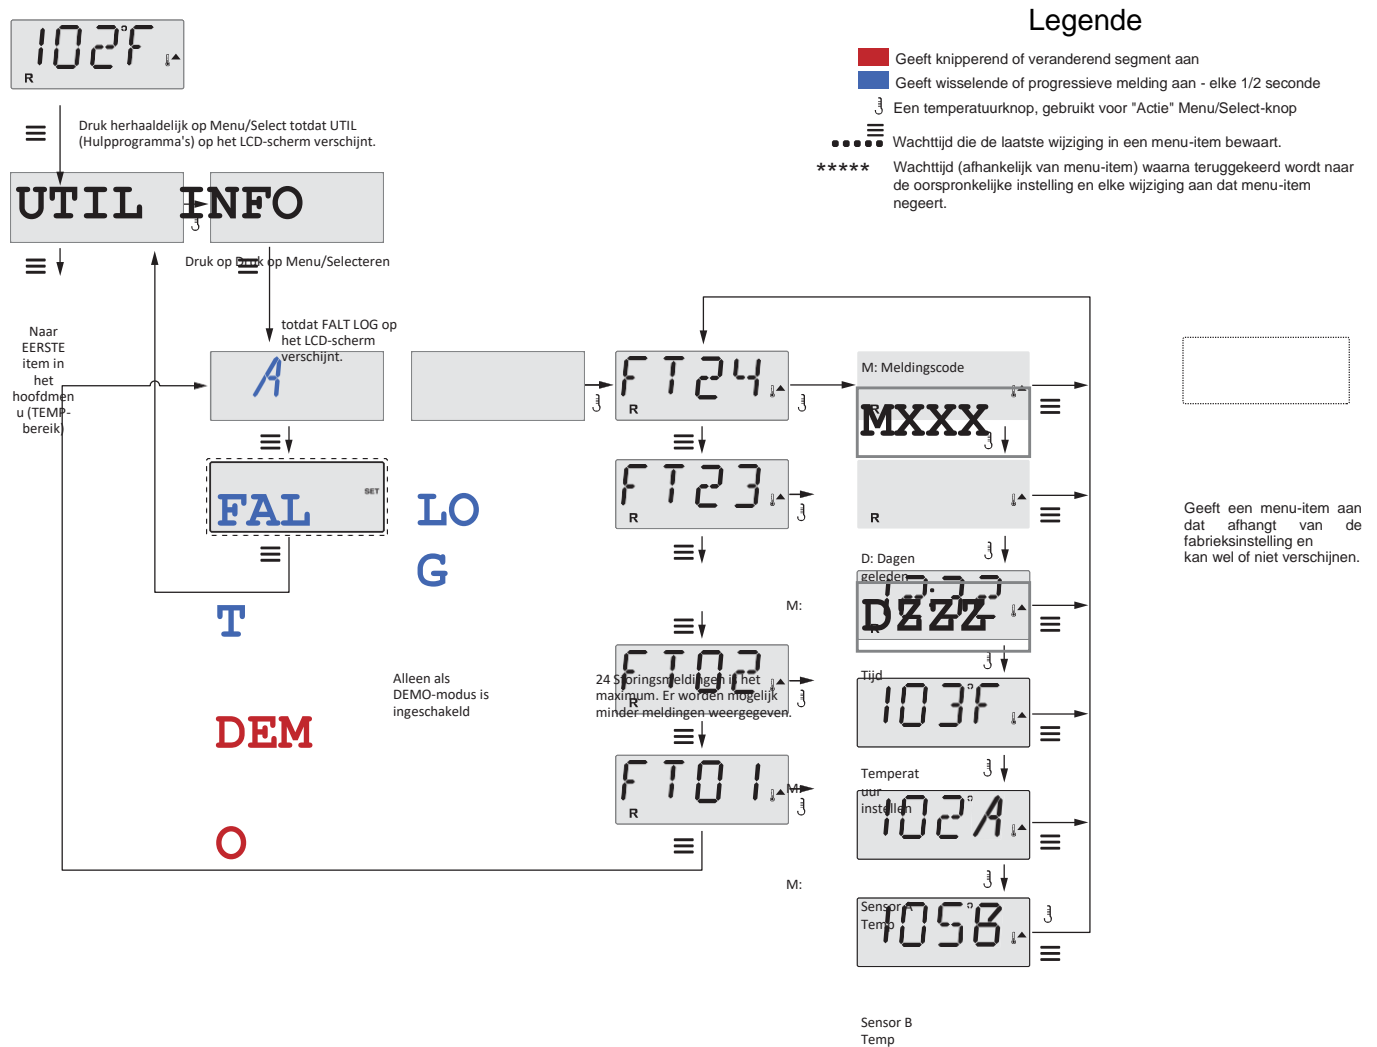 Legende
102°F
R
Geeft knipperend of veranderend segment aan
Geeft wisselende of progressieve melding aan - elke 1/2 seconde
Een temperatuurknop, gebruikt voor "Actie" Menu/Select-knop
Wachttijd die de laatste wijziging in een menu-item bewaart.
***** Wachttijd (afhankelijk van menu-item) waarna teruggekeerd wordt naar
de oorspronkelijke instelling en elke wijziging aan dat menu-item
negeert.
Druk herhaaldelijk op Menu/Select totdat UTIL
(Hulpprogramma's) op het LCD-scherm verschijnt.
UTIL INFO
Druk op Druk op Menu/Selecteren
totdat FALT LOG op
het LCD-scherm
verschijnt.
Naar
EERSTE
item in
het
hoofdmen
u (TEMP-
bereik)
A
FT24
R
M: Meldingscode
R
MXXX
FT23
R
SET
FAL
LO
G
R
Geeft een menu-item aan
dat afhangt van de
fabrieksinstelling en
kan wel of niet verschijnen.
D: Dagen
geleden
12:32
DZZZ
R
T
M:
Alleen als
DEMO-modus is
ingeschakeld
FT02
R
24 Storingsmeldingen is het
maximum. Er worden mogelijk
minder meldingen weergegeven.
Tijd
103°F
DEM
FT01
R
M:
Temperat
uur
instellen
102°A
O
M:
Sensor A
Temp
105°B
Sensor B
Temp